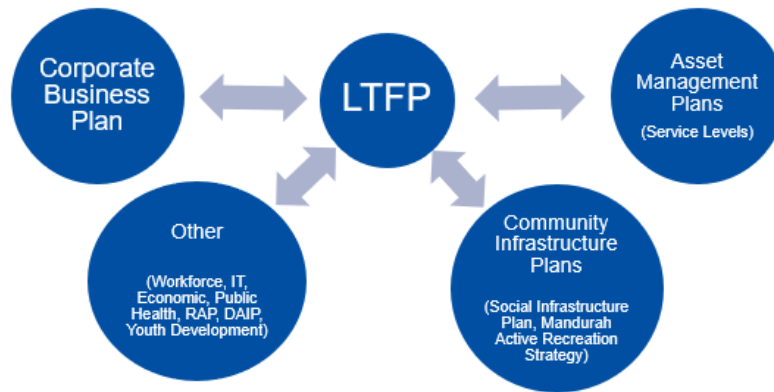 Corporate
Business
Plan
LTFP
Asset
Management
Plans
(Service Levels)
Other
(Workforce, IT,
Economic, Public
Health, RAP, DAIP,
Youth Development)
Community
Infrastructure
Plans
(Social Infrastructure
Plan, Mandurah
Active Recreation
Strategy)